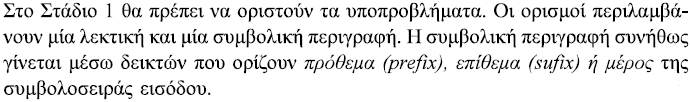 Στο Στάδιο 1 θα πρέπει να οριστούν τα υποπροβλήματα. Οι ορισμοί περιλαμβά-
νουν μία λεκτική και μία συμβολική περιγραφή. Η συμβολική περιγραφή συνήθως
γίνεται μέσω δεικτών που ορίζουν πρόθεμα (prefix), επίθεμα (sufix) ή μέρος της
συμβολοσειράς εισόδου.